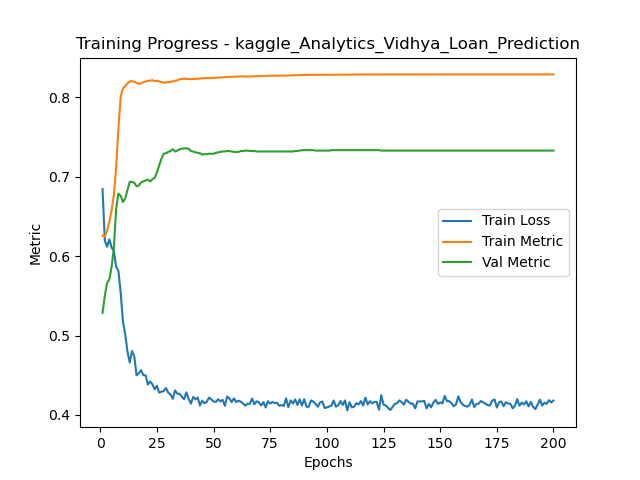 Training Progress - kaggle_Analytics_Vidhya_Loan_Prediction
0.8
0.7
0.6
0.5
0.4
Metric
Train Loss
Train Metric
Val Metric
0 25 50 75 100 125 150 175 200
Epochs